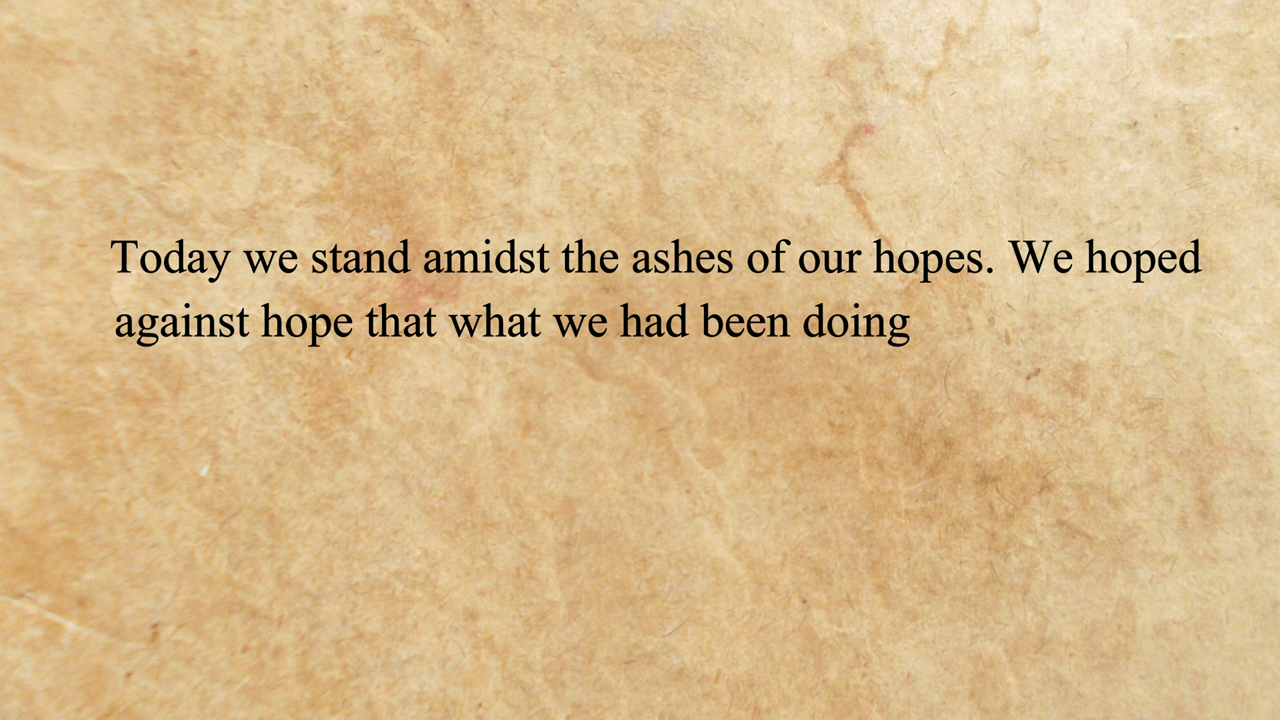 Today we stand amidst the ashes of our hopes. We hoped
against hope that what we had been doing